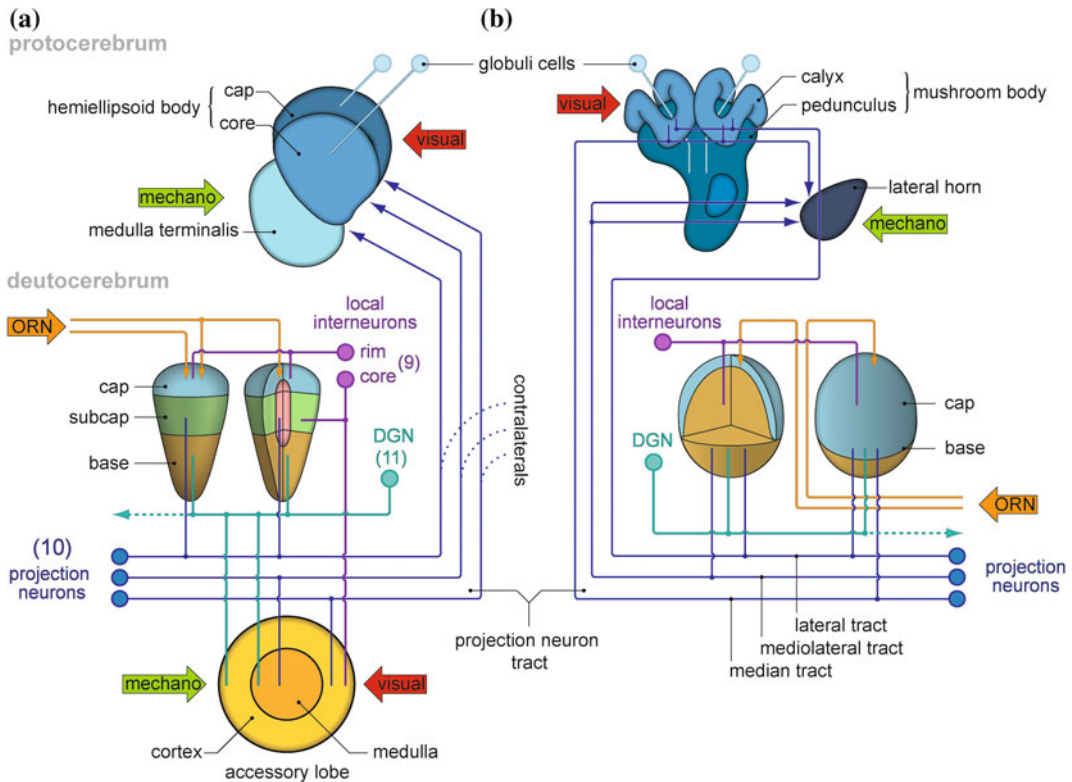 (a)
(b)
protocerebrum
globuli cells
hemiellipsoid body
cap
core
visual
mechano
medulla terminalis
visual
calyx
pedunculus
mushroom body
lateral horn
mechano
deutocerebrum
ORN
local
interneurons
rim
core
(9)
cap
subcap
base
DGN
(11)
contralaterals
(10)
projection
neurons
mechano
visual
cortex
medulla
accessory lobe
projection neuron
tract
local
interneurons
cap
base
DGN
ORN
projection
neurons
lateral tract
mediolateral tract
median tract